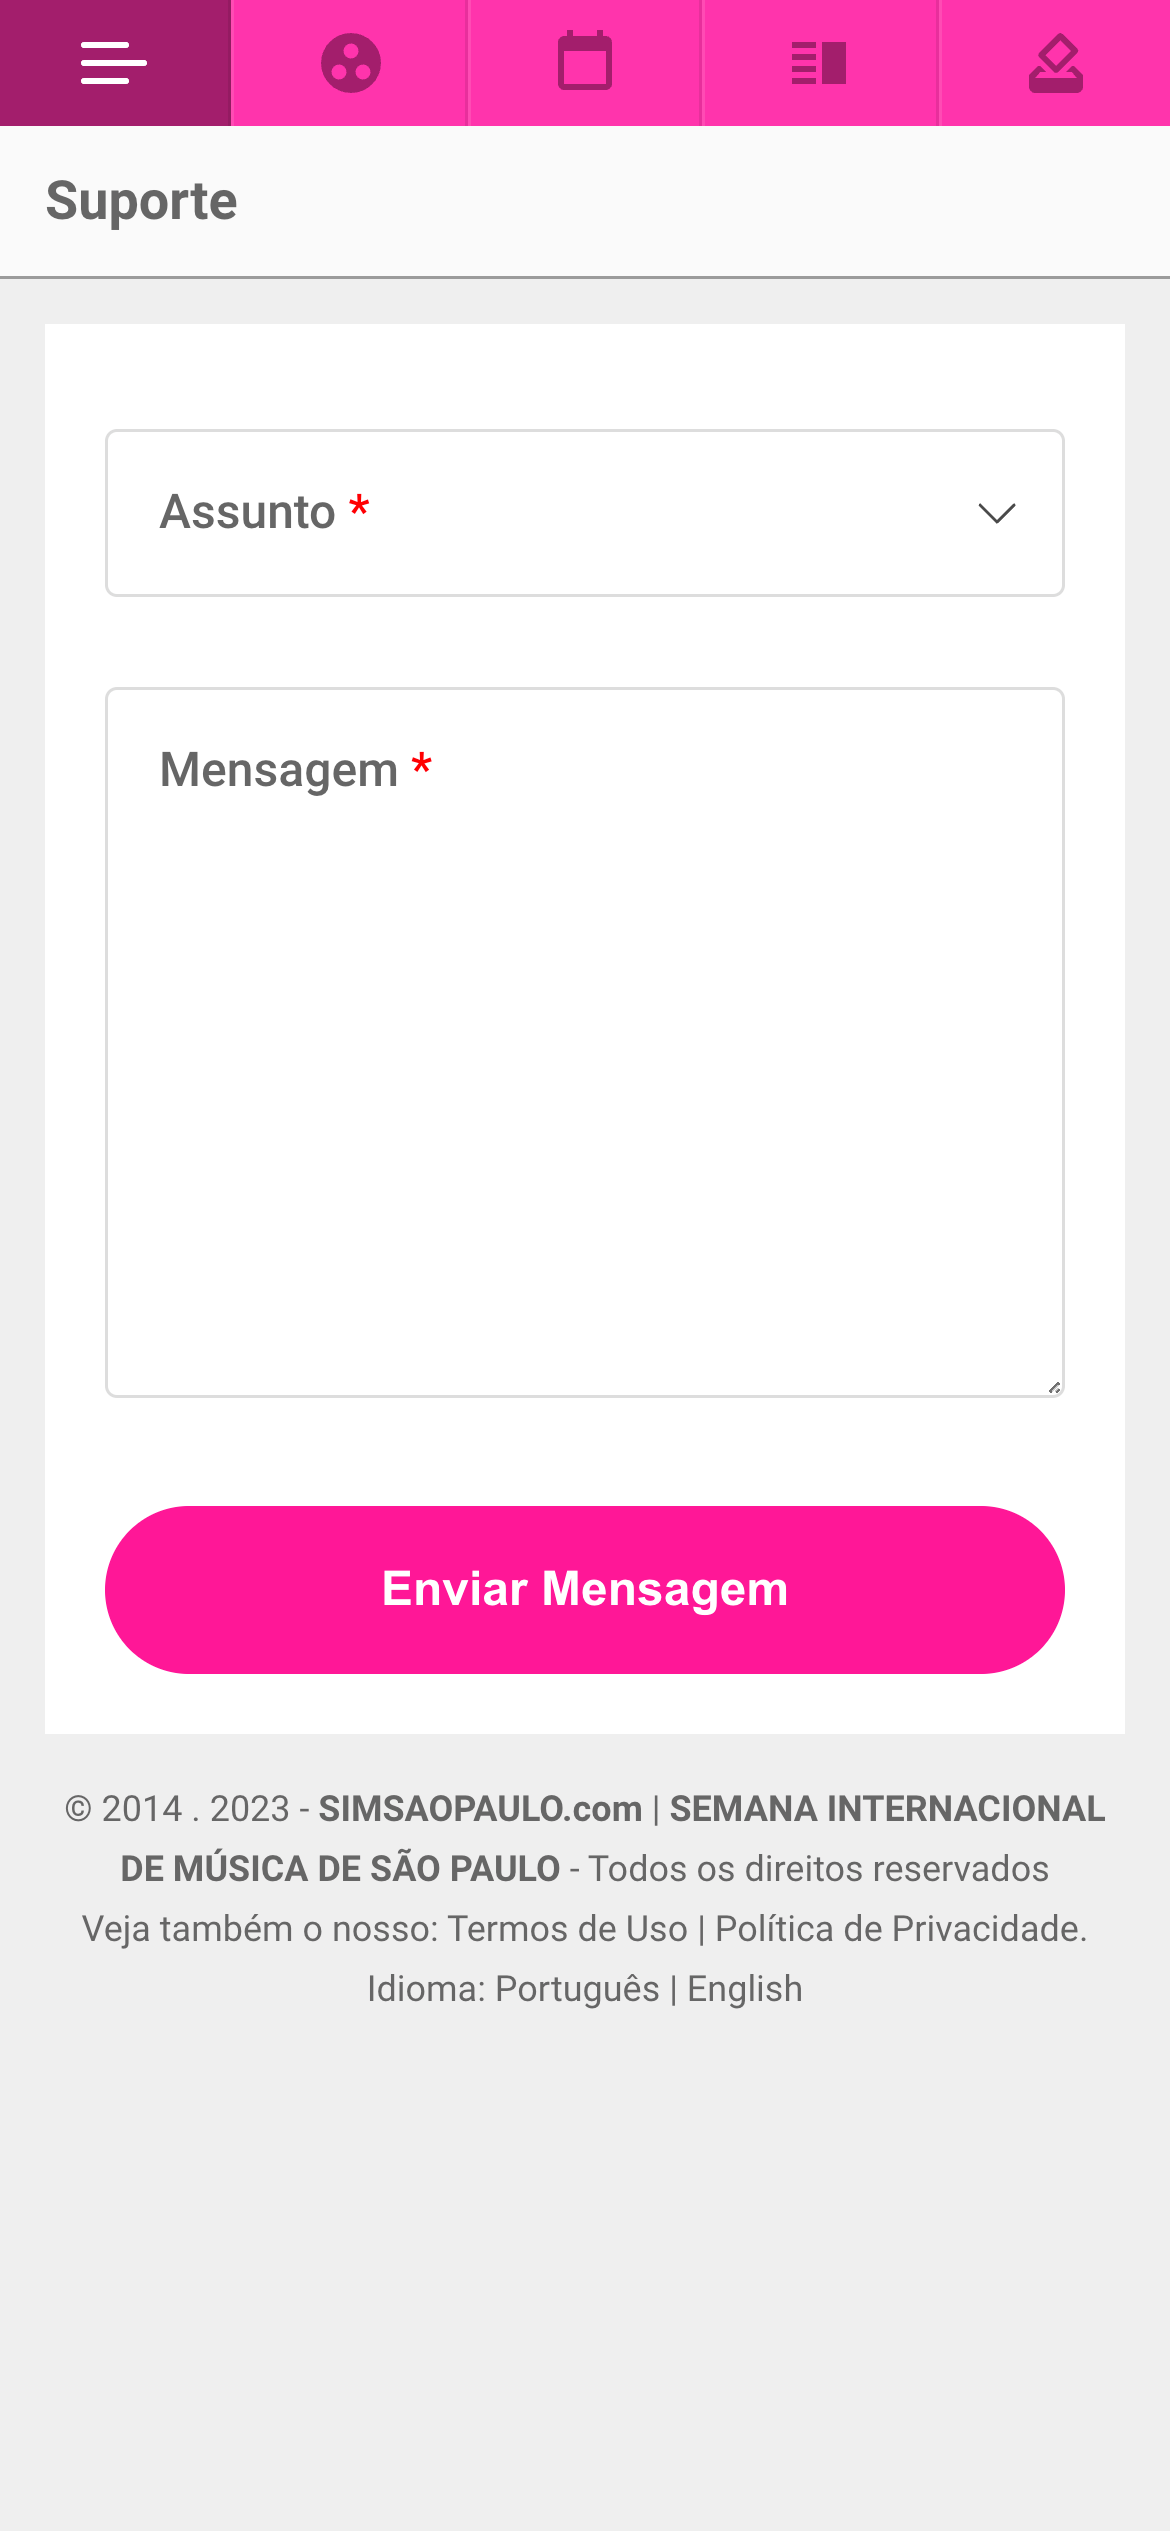 Suporte
Assunto *
Mensagem *
Enviar Mensagem
© 2014 . 2023 - SIMSAOPAULO.com | SEMANA INTERNACIONAL
DE MÚSICA DE SÃO PAULO - Todos os direitos reservados
Veja também o nosso: Termos de Uso | Política de Privacidade.
Idioma: Português | English